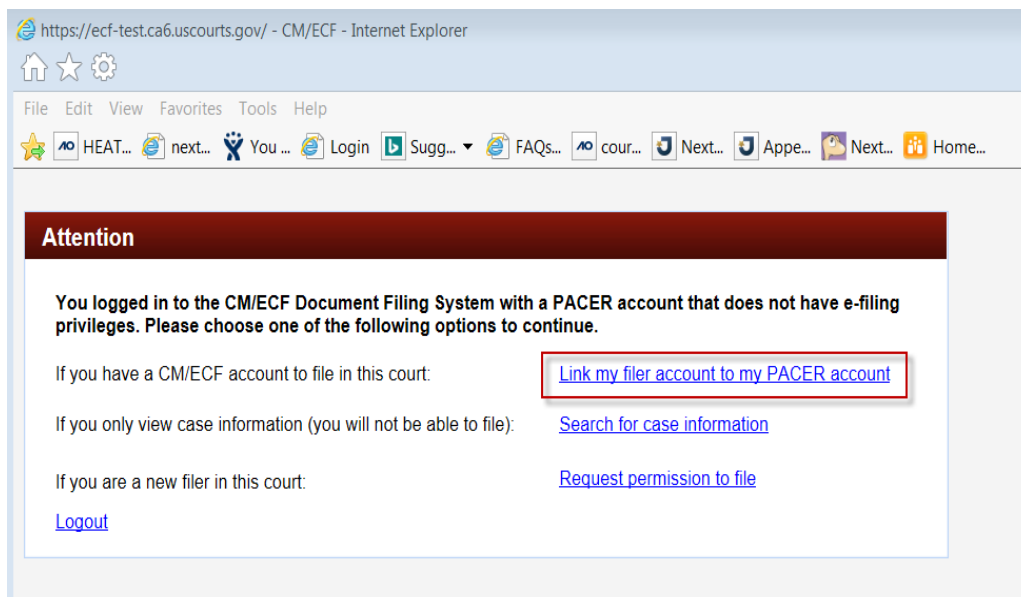 https://ecf-test.ca6.uscourts.gov/ - CM/ECF - Internet Explorer
File Edit View Favorites Tools Help
AO HEAT... next... You ... Login Sugg... FAQs... AO cour... Next... Appe... Next... Home...
Attention
You logged in to the CM/ECF Document Filing System with a PACER account that does not have e-filing
privileges. Please choose one of the following options to continue.
If you have a CM/ECF account to file in this court: Link my filer account to my PACER account
If you only view case information (you will not be able to file): Search for case information
If you are a new filer in this court: Request permission to file
Logout